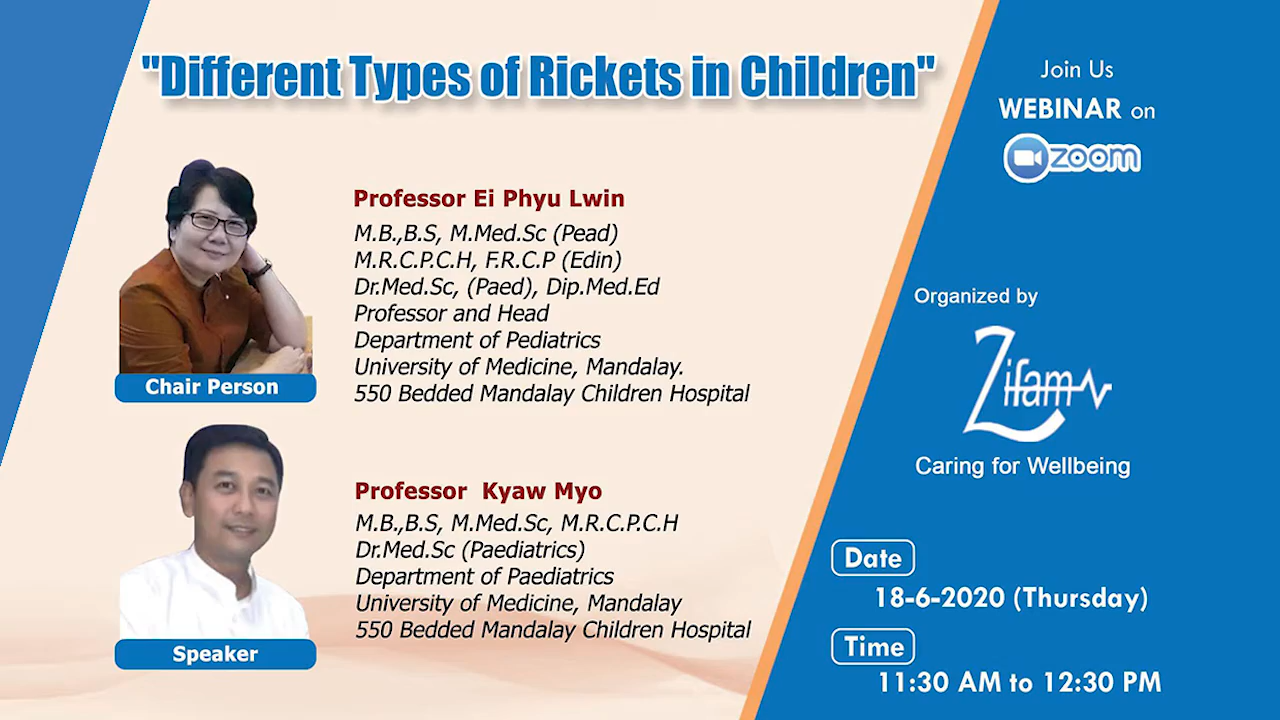 "Different Types of Rickets in Children"
Professor Ei Phyu Lwin
M.B.,B.S, M.Med.Sc (Pead)
M.R.C.P.C.H, F.R.C.P (Edin)
Dr.Med.Sc, (Paed), Dip.Med.Ed
Professor and Head
Department of Pediatrics
University of Medicine, Mandalay.
550 Bedded Mandalay Children Hospital
Chair Person
Professor Kyaw Myo
M.B.,B.S, M.Med.Sc, M.R.C.P.C.H
Dr.Med.Sc (Paediatrics)
Department of Paediatrics
University of Medicine, Mandalay
550 Bedded Mandalay Children Hospital
Speaker
Join Us
WEBINAR on
zoom
Organized by
Zifam
Caring for Wellbeing
Date
18-6-2020 (Thursday)
Time
11:30 AM to 12:30 PM